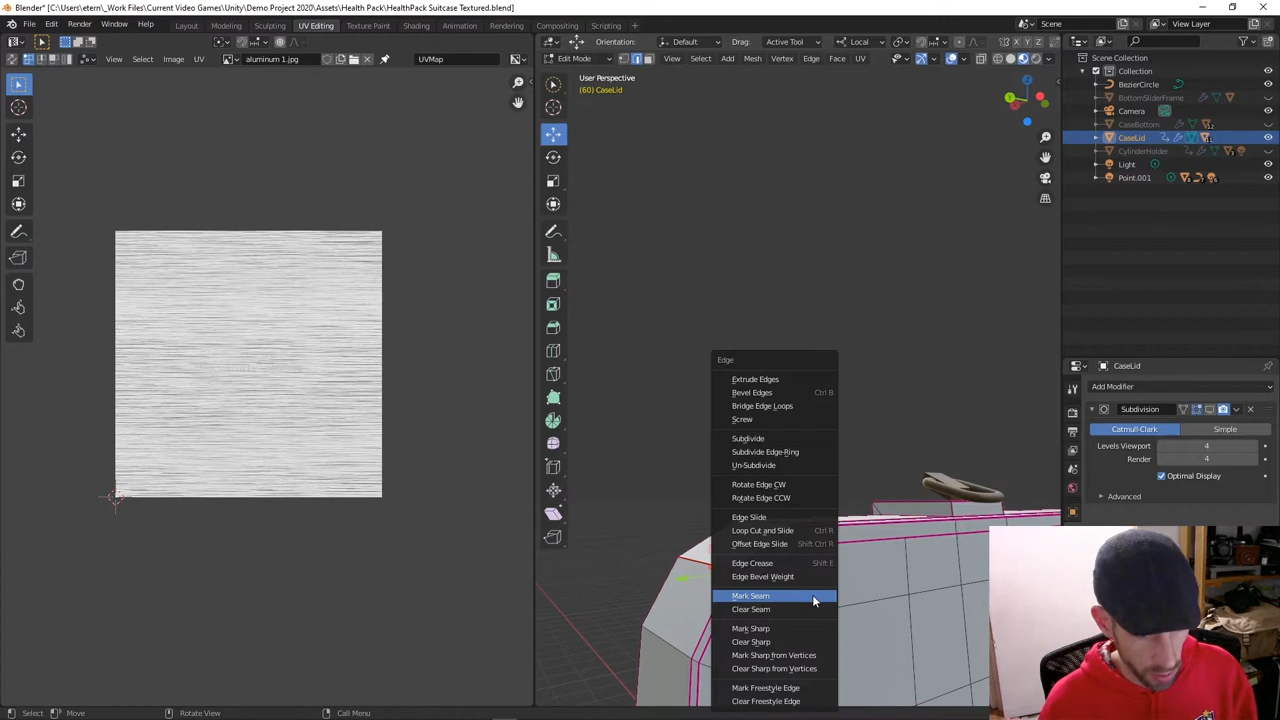 Blender* [C:\Users\etern\_Work Files\Current Video Games\Unity\Demo Project 2020\Assets\Health Pack\HealthPack Suitcase Textured.blend]
File Edit Render Window Help Layout Modeling Sculpting UV Editing Texture Paint Shading Animation Rendering Compositing Scripting + Scene View Layer
Orientation: Default Drag: Active Tool Local X Y Z
View Select Image UV aluminum 1.jpg UVMap Edit Mode View Select Add Mesh Vertex Edge Face UV
User Perspective
(60) CaseLid
Scene Collection
Collection
BezierCircle
BottomSliderFrame
Camera
CaseBottom
CaseLid
CylinderHolder
Light
Point.001
Edge
Extrude Edges
Bevel Edges Ctrl B
Bridge Edge Loops
Screw
Subdivide
Subdivide Edge-Ring
Un-Subdivide
Rotate Edge CW
Rotate Edge CCW
Edge Slide
Loop Cut and Slide Ctrl R
Offset Edge Slide Shift Ctrl R
Edge Crease Shift E
Edge Bevel Weight
Mark Seam
Clear Seam
Mark Sharp
Clear Sharp
Mark Sharp from Vertices
Clear Sharp from Vertices
Mark Freestyle Edge
Clear Freestyle Edge
CaseLid
Add Modifier
Subdivision
Catmull-Clark Simple
Levels Viewport 4
Render 4
Optimal Display
Advanced
Select Move Rotate View Call Menu